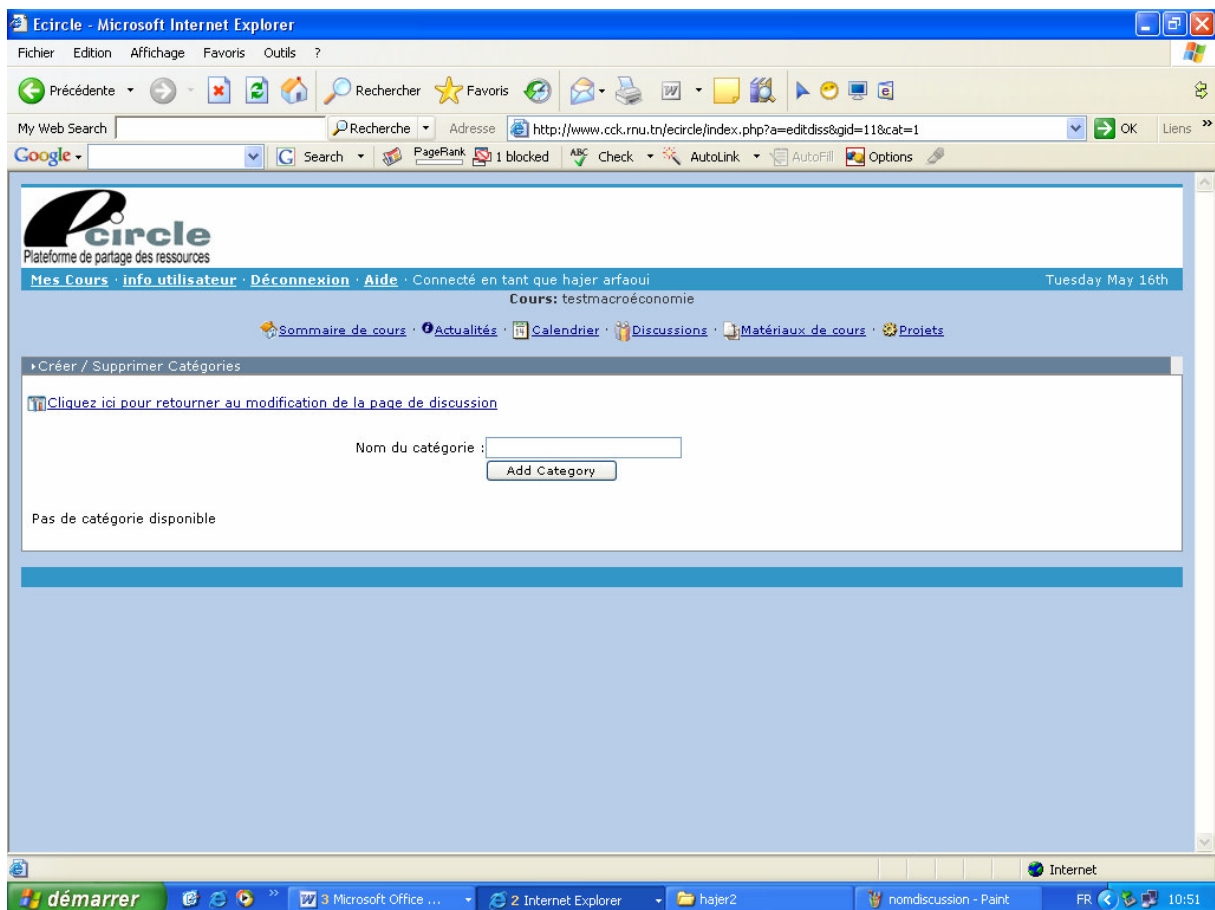 Ecircle - Microsoft Internet Explorer
Fichier Edition Affichage Favoris Outils ?
Précédente Rechercher Favoris
My Web Search Recherche Adresse http://www.cck.rnu.tn/ecircle/index.php?a=editdiss&gid=11&cat=1 OK Liens »
Google Search PageRank 1 blocked ABC Check AutoLink AutoFill Options
ecircle
Plateforme de partage des ressources
Mes Cours · info utilisateur · Déconnexion · Aide · Connecté en tant que hajer arfaoui Tuesday May 16th
Cours: testmacroéconomie
Sommaire de cours · Actualités · Calendrier · Discussions · Matériaux de cours · Projets
Créer / Supprimer Catégories
Cliquez ici pour retourner au modification de la page de discussion
Nom du catégorie :
Add Category
Pas de catégorie disponible
Internet
démarrer » 3 Microsoft Office ... 2 Internet Explorer hajer2 nomdiscussion - Paint FR 10:51